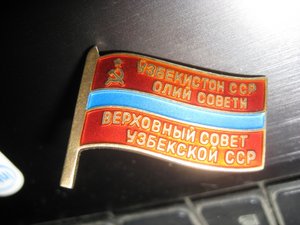 ЎЗБЕКИСТОН ССР
ОЛИЙ СОВЕТИ
ВЕРХОВНЫЙ СОВЕТ
УЗБЕКСКОЙ ССР